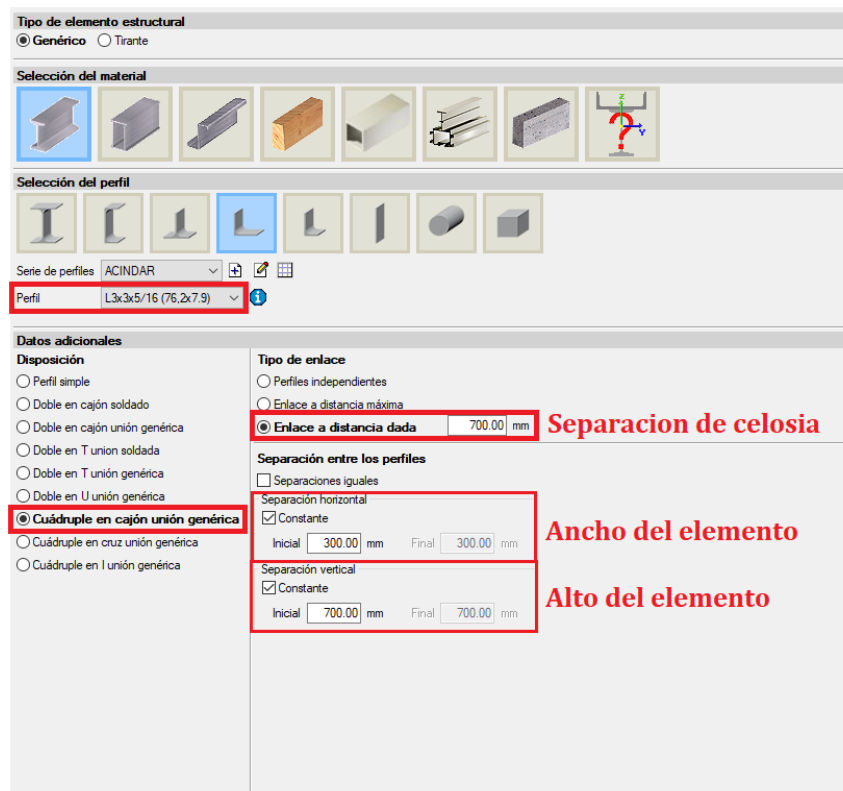 Tipo de elemento estructural
Genérico Tirante
Selección del material
z
Y
Selección del perfil
Serie de perfiles ACINDAR
Perfil L3x3x5/16 (76,2x7.9)
Datos adicionales
Disposición
Perfil simple
Doble en cajón soldado
Doble en cajón unión genérica
Doble en T union soldada
Doble en T unión genérica
Doble en U unión genérica
Cuádruple en cajón unión genérica
Cuádruple en cruz unión genérica
Cuádruple en I unión genérica
Tipo de enlace
Perfiles independientes
Enlace a distancia máxima
Enlace a distancia dada 700.00 mm
Separacion de celosia
Separación entre los perfiles
Separaciones iguales
Separación horizontal
Constante
Inicial 300.00 mm Final 300.00 mm
Ancho del elemento
Separación vertical
Constante
Inicial 700.00 mm Final 700.00 mm
Alto del elemento